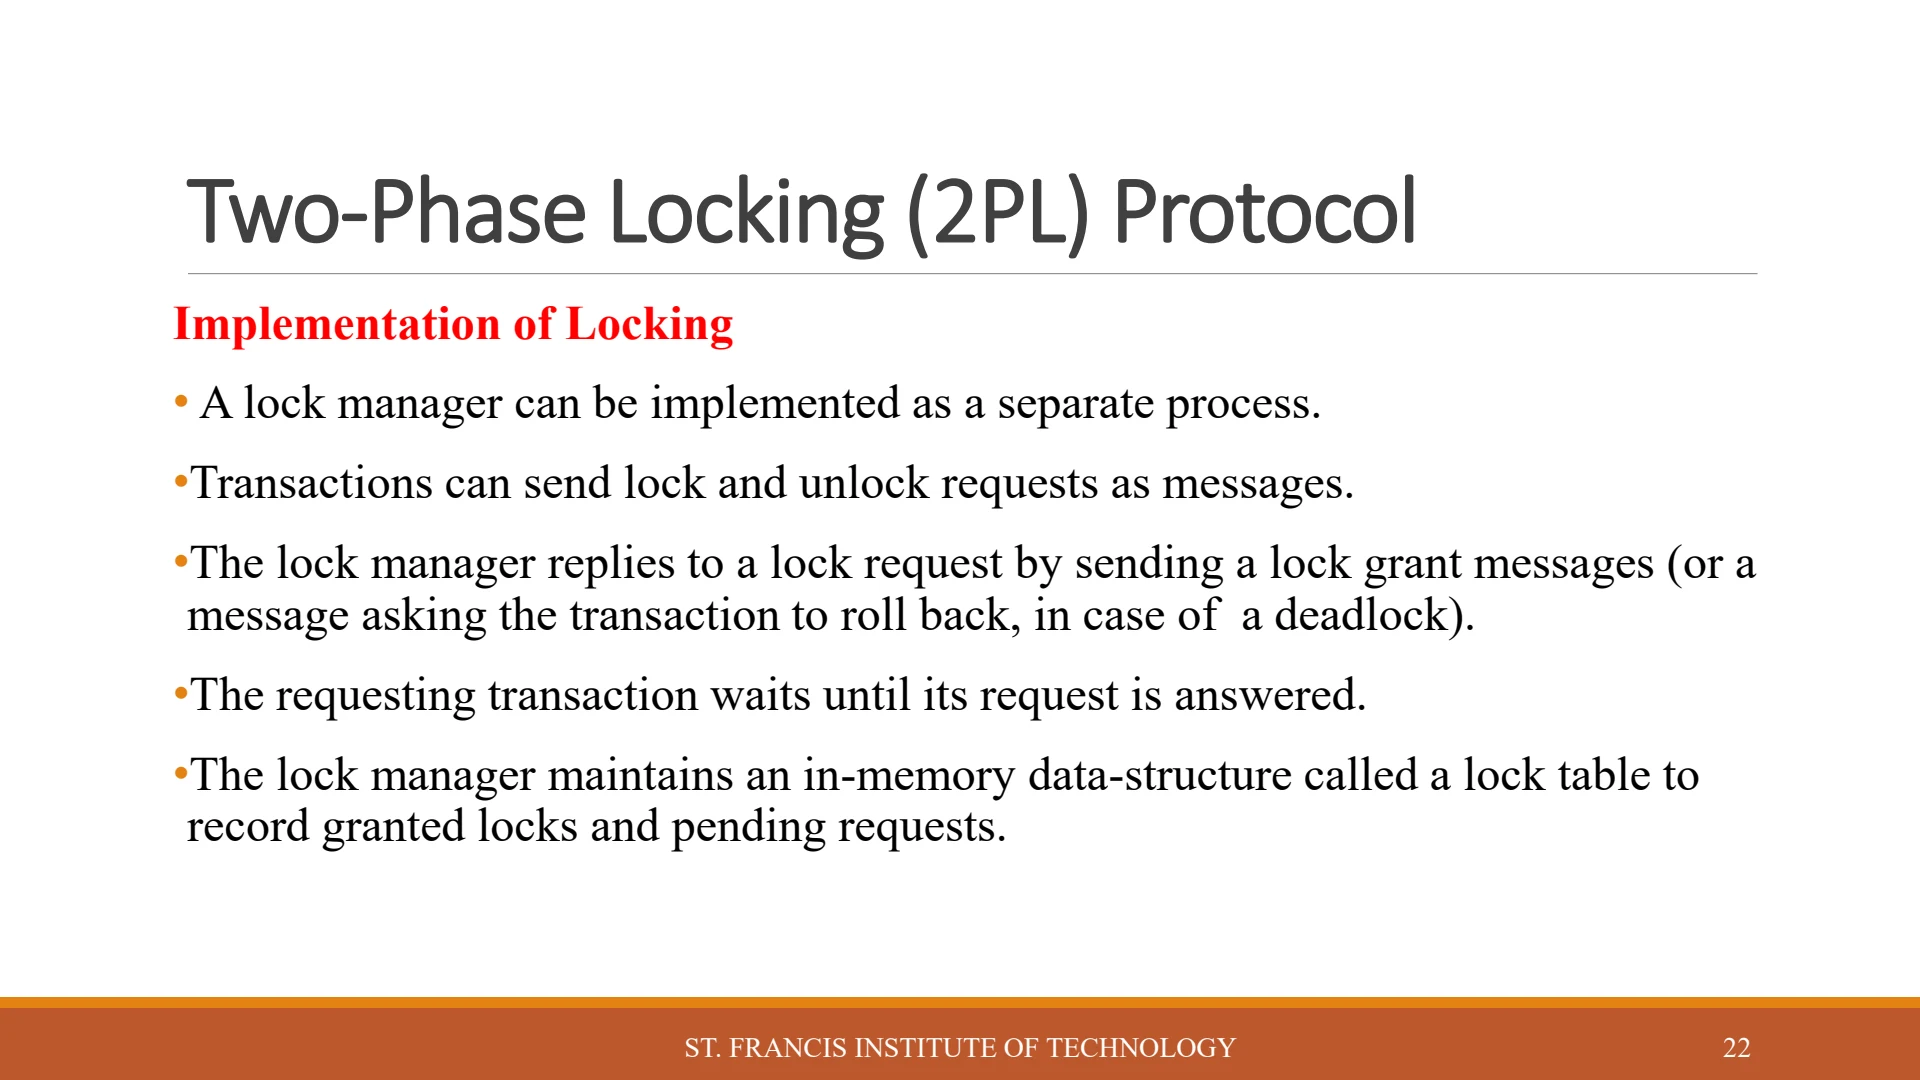 Two-Phase Locking (2PL) Protocol
Implementation of Locking
• A lock manager can be implemented as a separate process.
•Transactions can send lock and unlock requests as messages.
•The lock manager replies to a lock request by sending a lock grant messages (or a
message asking the transaction to roll back, in case of  a deadlock).
•The requesting transaction waits until its request is answered.
•The lock manager maintains an in-memory data-structure called a lock table to
record granted locks and pending requests.
ST. FRANCIS INSTITUTE OF TECHNOLOGY
22